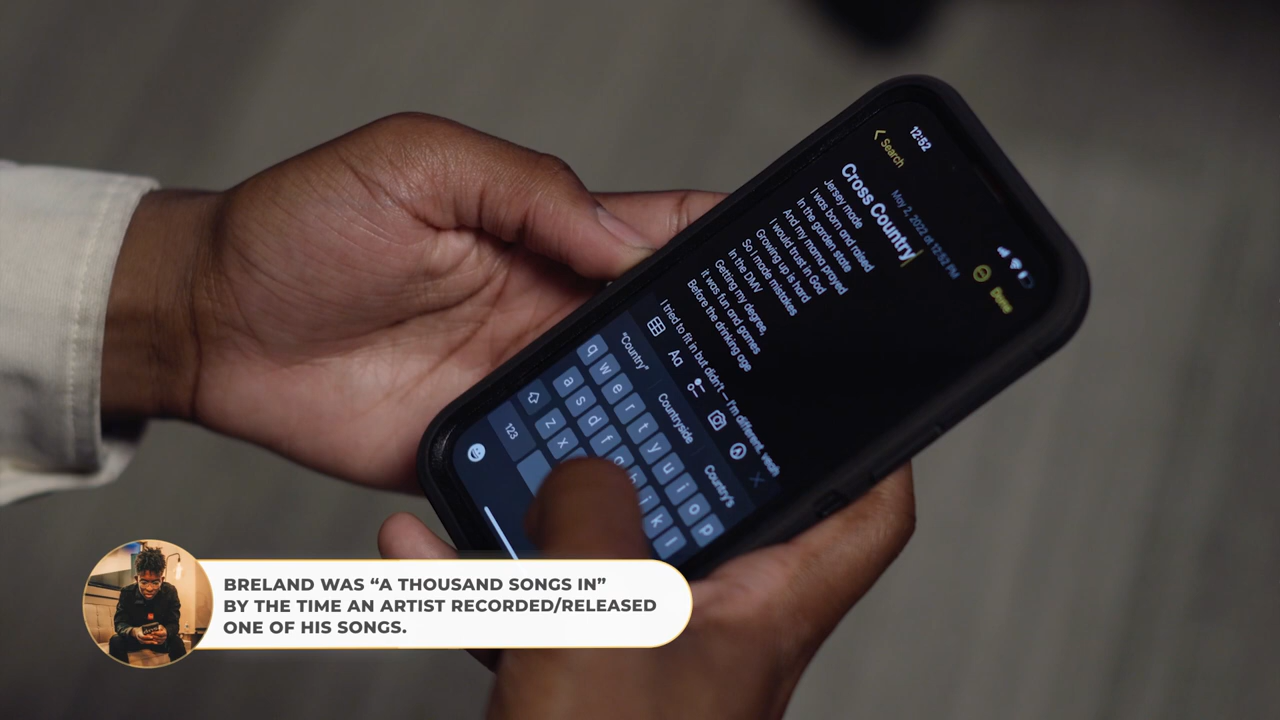 12:52
Search
Done
May 2, 2022 at 12:52 PM
Cross Country
Jersey made
I was born and raised
In the garden state
And my mama prayed
I would trust in God
Growing up is hard
So I made mistakes
In the DMV
Getting my degree,
it was fun and games
Before the drinking age
I tried to fit in but didn't – I'm different, woah
Aa
"Country"
Countryside
Country's
q w e r t y u i o p
a s d f g h j k l
z x
123
BRELAND WAS “A THOUSAND SONGS IN”
BY THE TIME AN ARTIST RECORDED/RELEASED
ONE OF HIS SONGS.